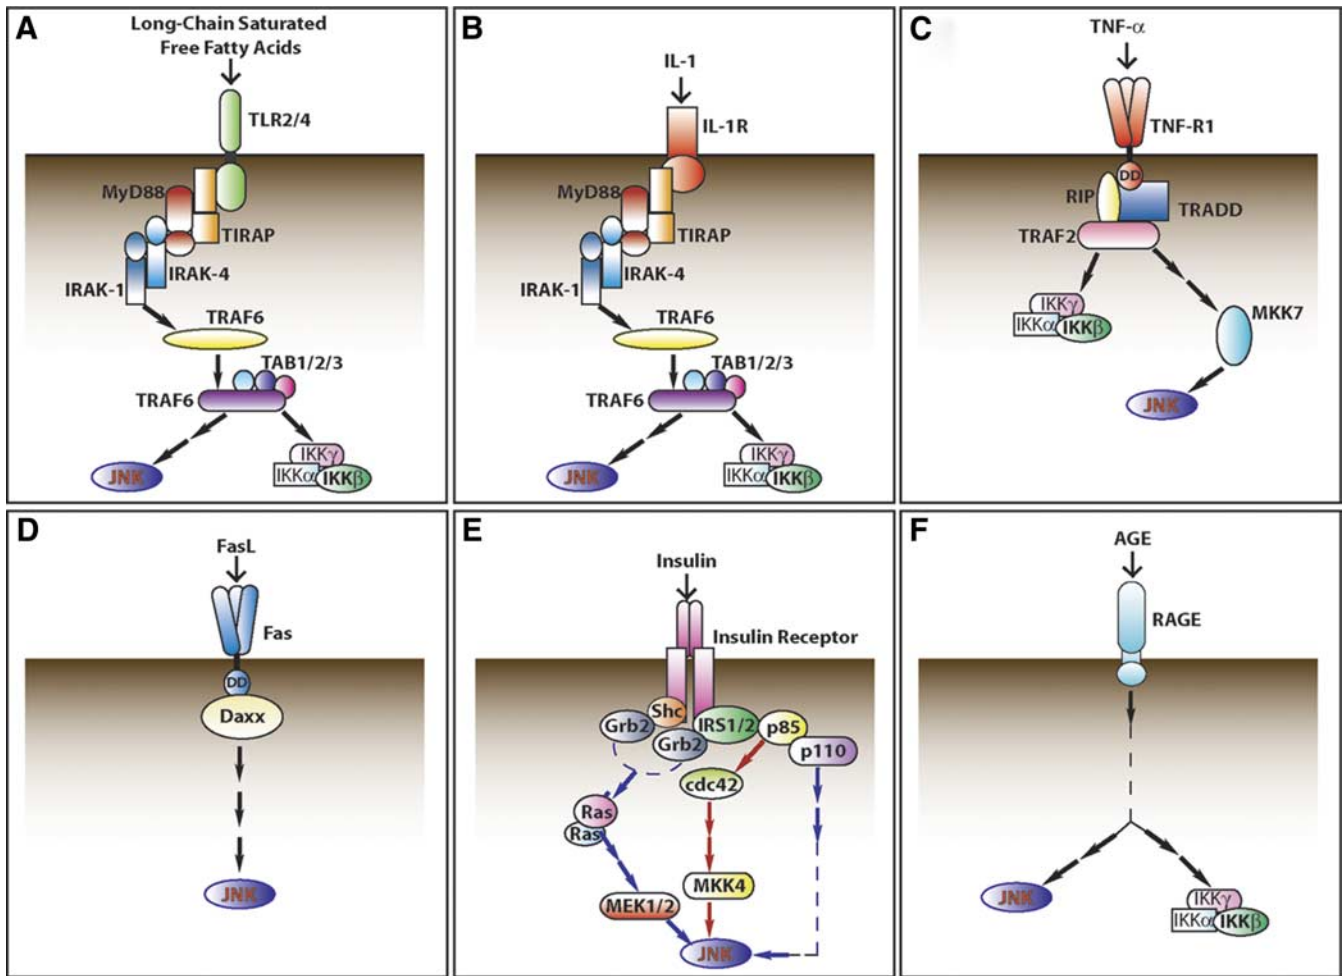 A
Long-Chain Saturated
Free Fatty Acids
TLR2/4
MyD88
TIRAP
IRAK-4
IRAK-1
TRAF6
TAB1/2/3
TRAF6
JNK
IKKγ
IKKα
IKKβ
B
IL-1
IL-1R
MyD88
TIRAP
IRAK-4
IRAK-1
TRAF6
TAB1/2/3
TRAF6
JNK
IKKγ
IKKα
IKKβ
C
TNF-α
TNF-R1
DD
RIP
TRADD
TRAF2
IKKγ
IKKα
IKKβ
MKK7
JNK
D
FasL
Fas
DD
Daxx
JNK
E
Insulin
Insulin Receptor
Shc
Grb2
IRS1/2
p85
Grb2
p110
cdc42
Ras
Ras
MKK4
MEK1/2
JNK
F
AGE
RAGE
JNK
IKKγ
IKKα
IKKβ